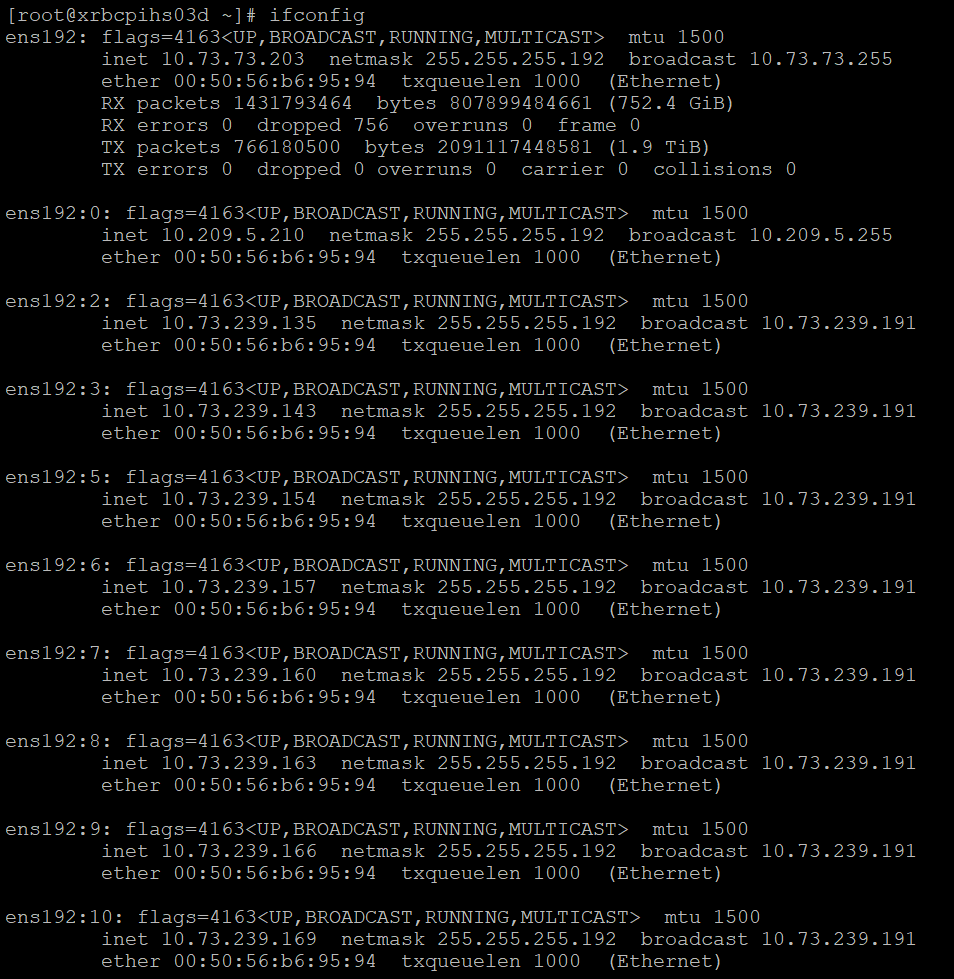 [root@xrbcpihs03d ~]# ifconfig
ens192: flags=4163<UP,BROADCAST,RUNNING,MULTICAST>  mtu 1500
        inet 10.73.73.203  netmask 255.255.255.192  broadcast 10.73.73.255
        ether 00:50:56:b6:95:94  txqueuelen 1000  (Ethernet)
        RX packets 1431793464  bytes 807899484661 (752.4 GiB)
        RX errors 0  dropped 756  overruns 0  frame 0
        TX packets 766180500  bytes 2091117448581 (1.9 TiB)
        TX errors 0  dropped 0 overruns 0  carrier 0  collisions 0

ens192:0: flags=4163<UP,BROADCAST,RUNNING,MULTICAST>  mtu 1500
        inet 10.209.5.210  netmask 255.255.255.192  broadcast 10.209.5.255
        ether 00:50:56:b6:95:94  txqueuelen 1000  (Ethernet)

ens192:2: flags=4163<UP,BROADCAST,RUNNING,MULTICAST>  mtu 1500
        inet 10.73.239.135  netmask 255.255.255.192  broadcast 10.73.239.191
        ether 00:50:56:b6:95:94  txqueuelen 1000  (Ethernet)

ens192:3: flags=4163<UP,BROADCAST,RUNNING,MULTICAST>  mtu 1500
        inet 10.73.239.143  netmask 255.255.255.192  broadcast 10.73.239.191
        ether 00:50:56:b6:95:94  txqueuelen 1000  (Ethernet)

ens192:5: flags=4163<UP,BROADCAST,RUNNING,MULTICAST>  mtu 1500
        inet 10.73.239.154  netmask 255.255.255.192  broadcast 10.73.239.191
        ether 00:50:56:b6:95:94  txqueuelen 1000  (Ethernet)

ens192:6: flags=4163<UP,BROADCAST,RUNNING,MULTICAST>  mtu 1500
        inet 10.73.239.157  netmask 255.255.255.192  broadcast 10.73.239.191
        ether 00:50:56:b6:95:94  txqueuelen 1000  (Ethernet)

ens192:7: flags=4163<UP,BROADCAST,RUNNING,MULTICAST>  mtu 1500
        inet 10.73.239.160  netmask 255.255.255.192  broadcast 10.73.239.191
        ether 00:50:56:b6:95:94  txqueuelen 1000  (Ethernet)

ens192:8: flags=4163<UP,BROADCAST,RUNNING,MULTICAST>  mtu 1500
        inet 10.73.239.163  netmask 255.255.255.192  broadcast 10.73.239.191
        ether 00:50:56:b6:95:94  txqueuelen 1000  (Ethernet)

ens192:9: flags=4163<UP,BROADCAST,RUNNING,MULTICAST>  mtu 1500
        inet 10.73.239.166  netmask 255.255.255.192  broadcast 10.73.239.191
        ether 00:50:56:b6:95:94  txqueuelen 1000  (Ethernet)

ens192:10: flags=4163<UP,BROADCAST,RUNNING,MULTICAST>  mtu 1500
        inet 10.73.239.169  netmask 255.255.255.192  broadcast 10.73.239.191
        ether 00:50:56:b6:95:94  txqueuelen 1000  (Ethernet)